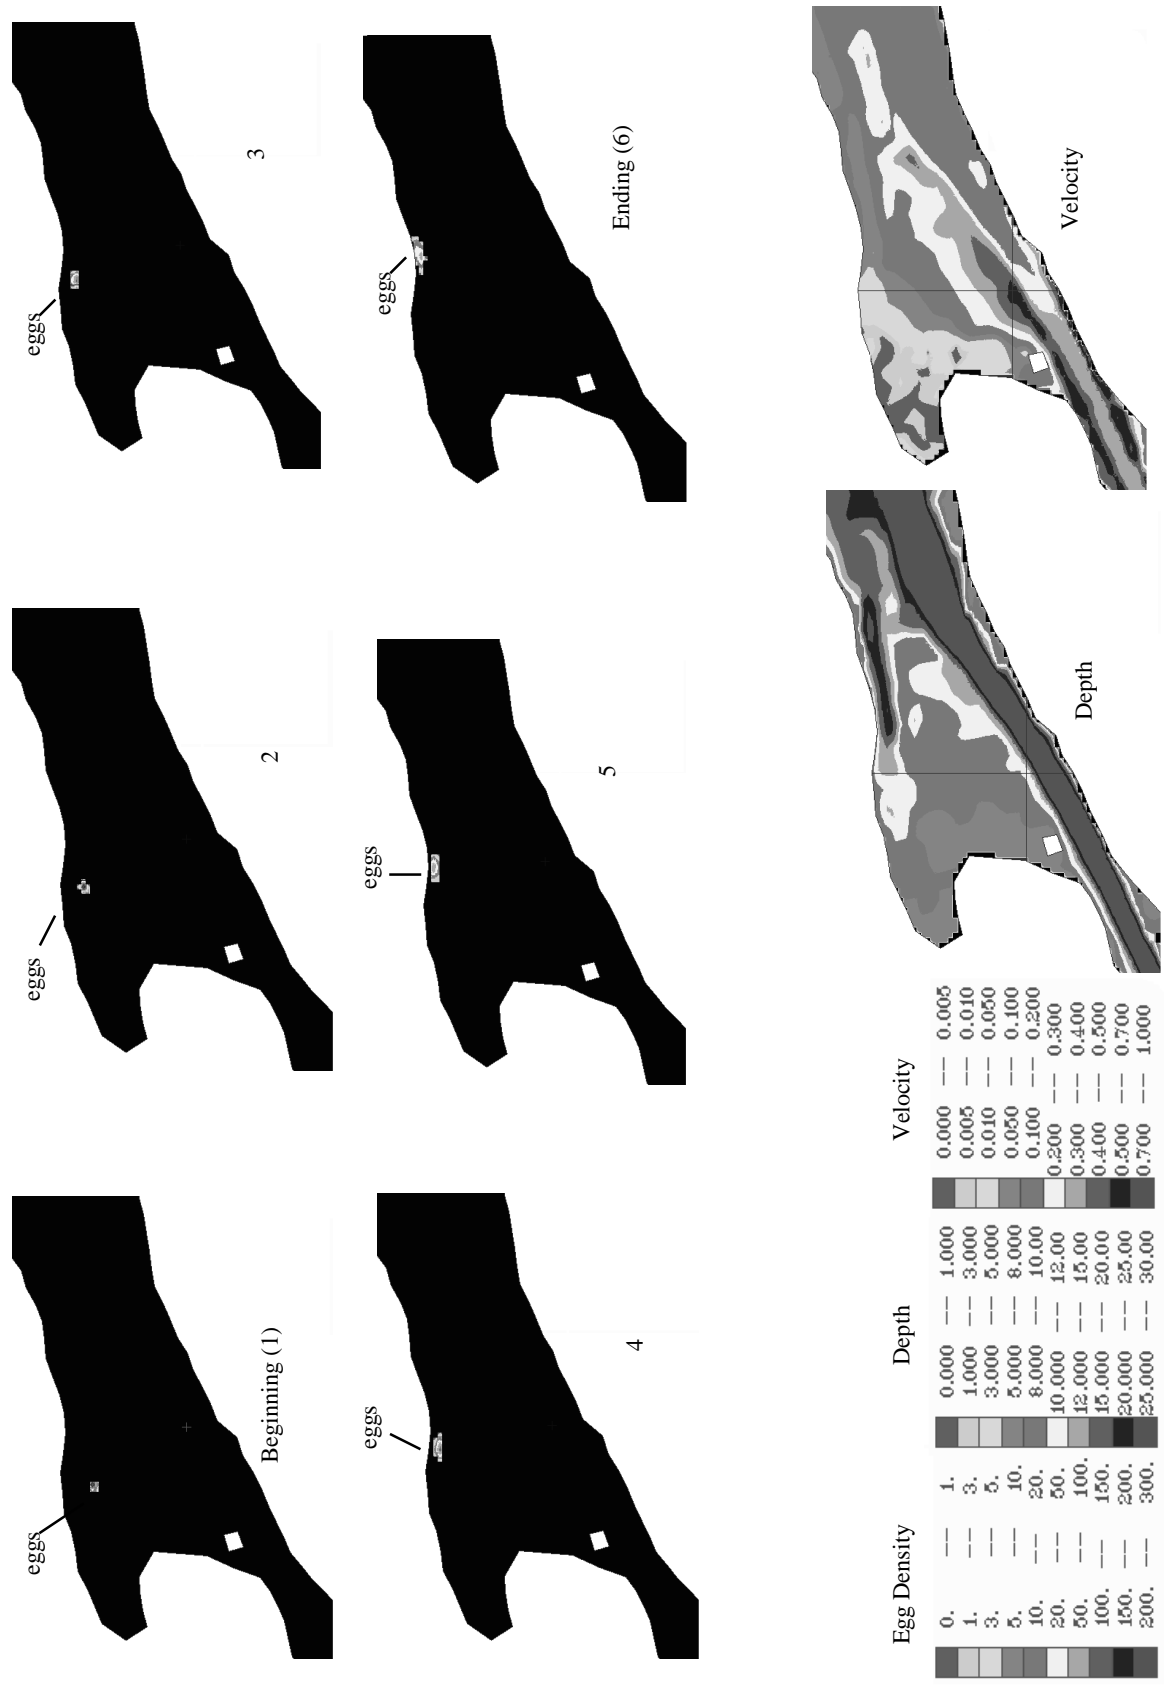 eggs
eggs
eggs
Beginning (1)
2
3
eggs
eggs
eggs
4
5
Ending (6)
Egg Density
0. -- 1.
1. -- 3.
3. -- 5.
5. -- 10.
10. -- 20.
20. -- 50.
50. -- 100.
100. -- 150.
150. -- 200.
200. -- 300.
Depth
0.000 -- 1.000
1.000 -- 3.000
3.000 -- 5.000
5.000 -- 8.000
8.000 -- 10.00
10.000 -- 12.00
12.000 -- 15.00
15.000 -- 20.00
20.000 -- 25.00
25.000 -- 30.00
Velocity
0.000 -- 0.005
0.005 -- 0.010
0.010 -- 0.050
0.050 -- 0.100
0.100 -- 0.200
0.200 -- 0.300
0.300 -- 0.400
0.400 -- 0.500
0.500 -- 0.700
0.700 -- 1.000
Depth
Velocity